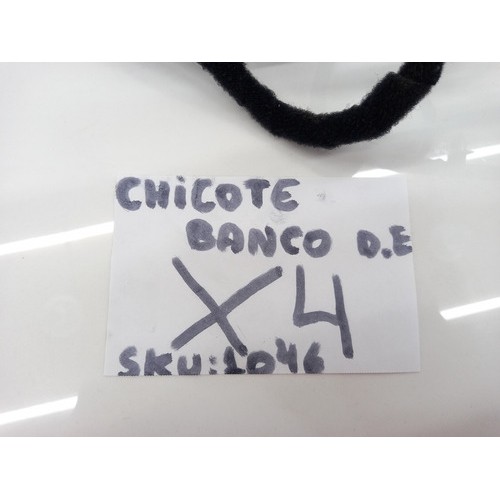 CHICOTE
BANCO D.E
X4
SKU:1046